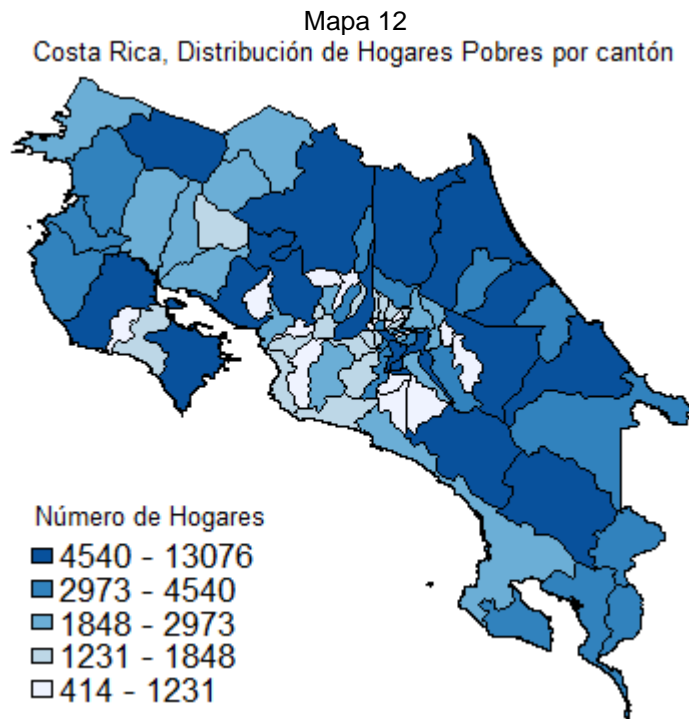 Mapa 12
Costa Rica, Distribución de Hogares Pobres por cantón
Número de Hogares
4540 - 13076
2973 - 4540
1848 - 2973
1231 - 1848
414 - 1231